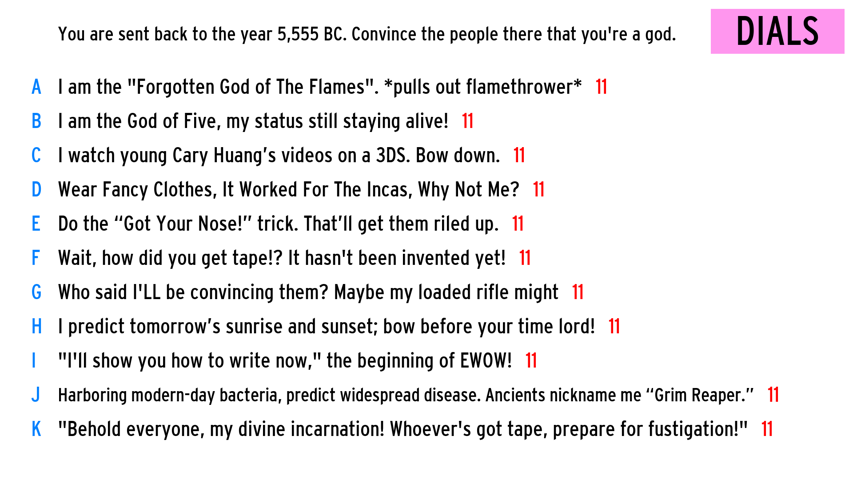 You are sent back to the year 5,555 BC. Convince the people there that you're a god.
DIALS
A I am the "Forgotten God of The Flames". *pulls out flamethrower* 11
B I am the God of Five, my status still staying alive! 11
C I watch young Cary Huang’s videos on a 3DS. Bow down. 11
D Wear Fancy Clothes, It Worked For The Incas, Why Not Me? 11
E Do the “Got Your Nose!” trick. That’ll get them riled up. 11
F Wait, how did you get tape!? It hasn't been invented yet! 11
G Who said I'LL be convincing them? Maybe my loaded rifle might 11
H I predict tomorrow’s sunrise and sunset; bow before your time lord! 11
I "I'll show you how to write now," the beginning of EWOW! 11
J Harboring modern-day bacteria, predict widespread disease. Ancients nickname me “Grim Reaper.” 11
K "Behold everyone, my divine incarnation! Whoever's got tape, prepare for fustigation!" 11